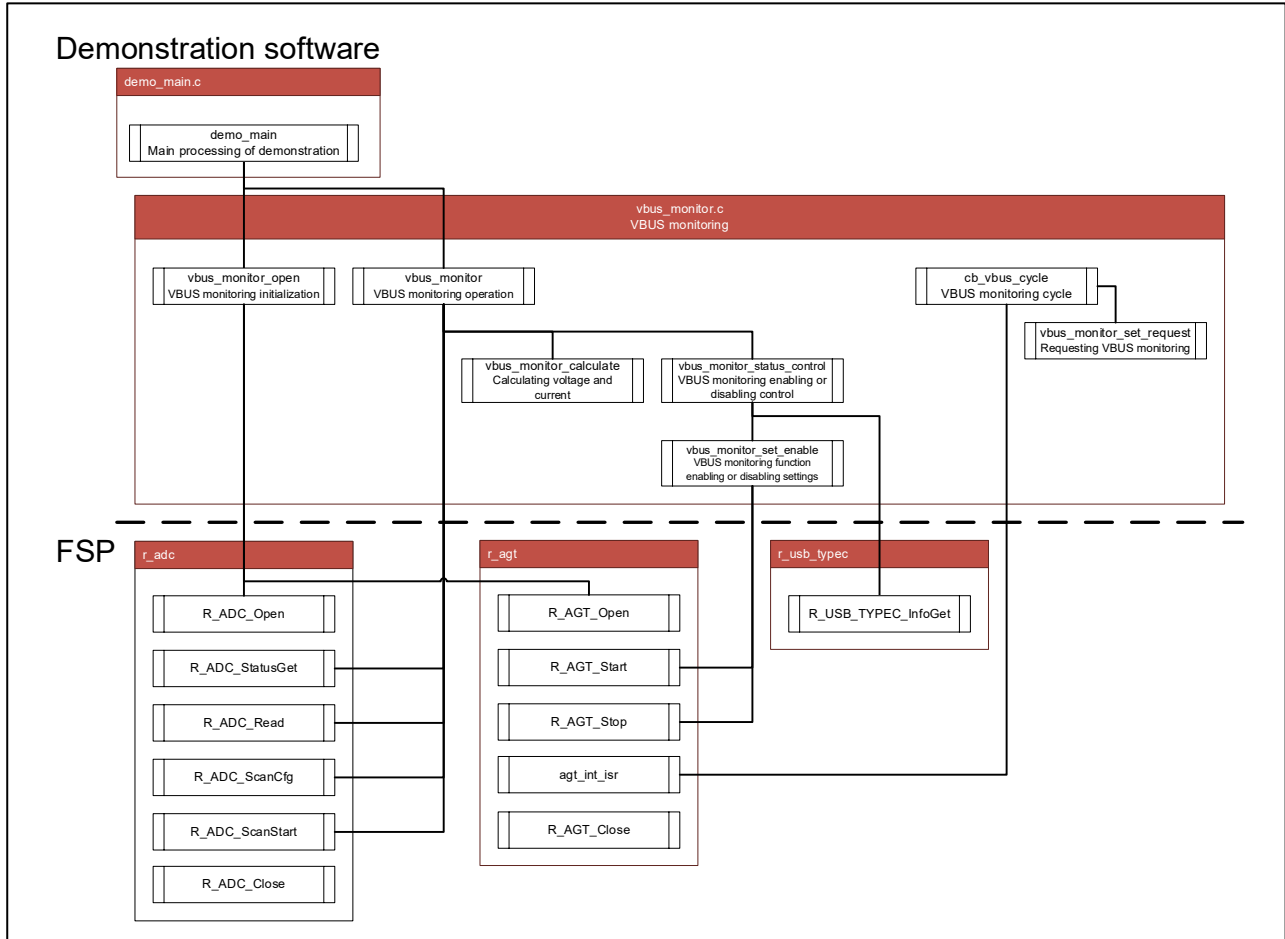 Demonstration software
demo_main.c
demo_main
Main processing of demonstration
vbus_monitor.c
VBUS monitoring
vbus_monitor_open
VBUS monitoring initialization
vbus_monitor
VBUS monitoring operation
cb_vbus_cycle
VBUS monitoring cycle
vbus_monitor_set_request
Requesting VBUS monitoring
vbus_monitor_calculate
Calculating voltage and
current
vbus_monitor_status_control
VBUS monitoring enabling or
disabling control
vbus_monitor_set_enable
VBUS monitoring function
enabling or disabling settings
FSP
r_adc
R_ADC_Open
R_ADC_StatusGet
R_ADC_Read
R_ADC_ScanCfg
R_ADC_ScanStart
R_ADC_Close
r_agt
R_AGT_Open
R_AGT_Start
R_AGT_Stop
agt_int_isr
R_AGT_Close
r_usb_typec
R_USB_TYPEC_InfoGet